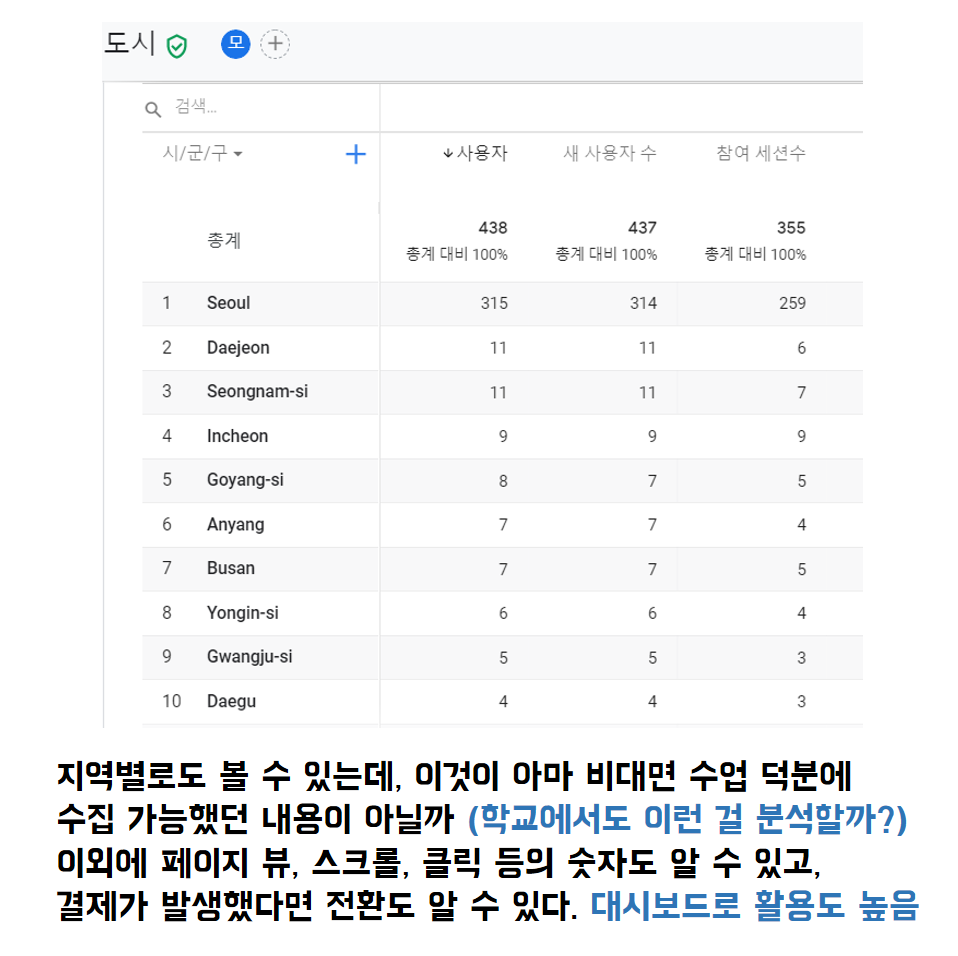 도시 모
검색...
시/군/구 사용자 새 사용자 수 참여 세션수
총계 438 437 355
총계 대비 100% 총계 대비 100% 총계 대비 100%
1 Seoul 315 314 259
2 Daejeon 11 11 6
3 Seongnam-si 11 11 7
4 Incheon 9 9 9
5 Goyang-si 8 7 5
6 Anyang 7 7 4
7 Busan 7 7 5
8 Yongin-si 6 6 4
9 Gwangju-si 5 5 3
10 Daegu 4 4 3
지역별로도 볼 수 있는데, 이것이 아마 비대면 수업 덕분에
수집 가능했던 내용이 아닐까 (학교에서도 이런 걸 분석할까?)
이외에 페이지 뷰, 스크롤, 클릭 등의 숫자도 알 수 있고,
결제가 발생했다면 전환도 알 수 있다. 대시보드로 활용도 높음